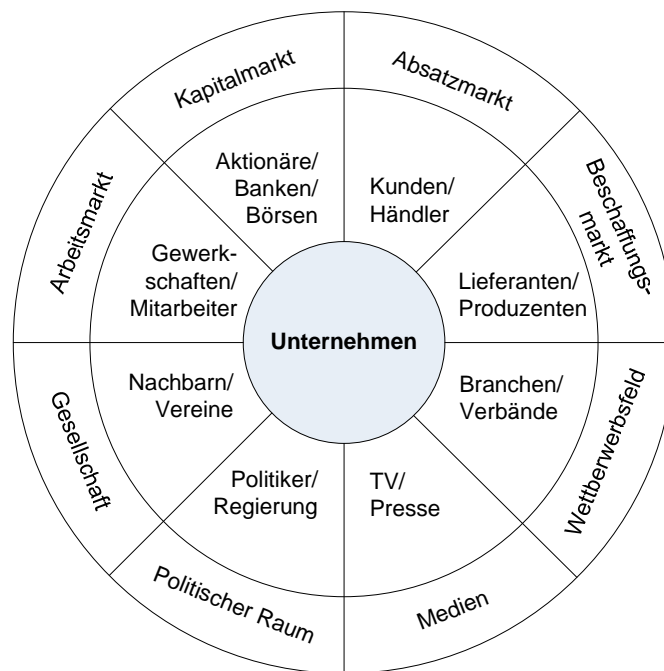 Kapitalmarkt
Absatzmarkt
Beschaffungs-
markt
Wettberwerbsfeld
Medien
Politischer Raum
Gesellschaft
Arbeitsmarkt
Aktionäre/
Banken/
Börsen
Kunden/
Händler
Lieferanten/
Produzenten
Branchen/
Verbände
TV/
Presse
Politiker/
Regierung
Nachbarn/
Vereine
Gewerk-
schaften/
Mitarbeiter
Unternehmen